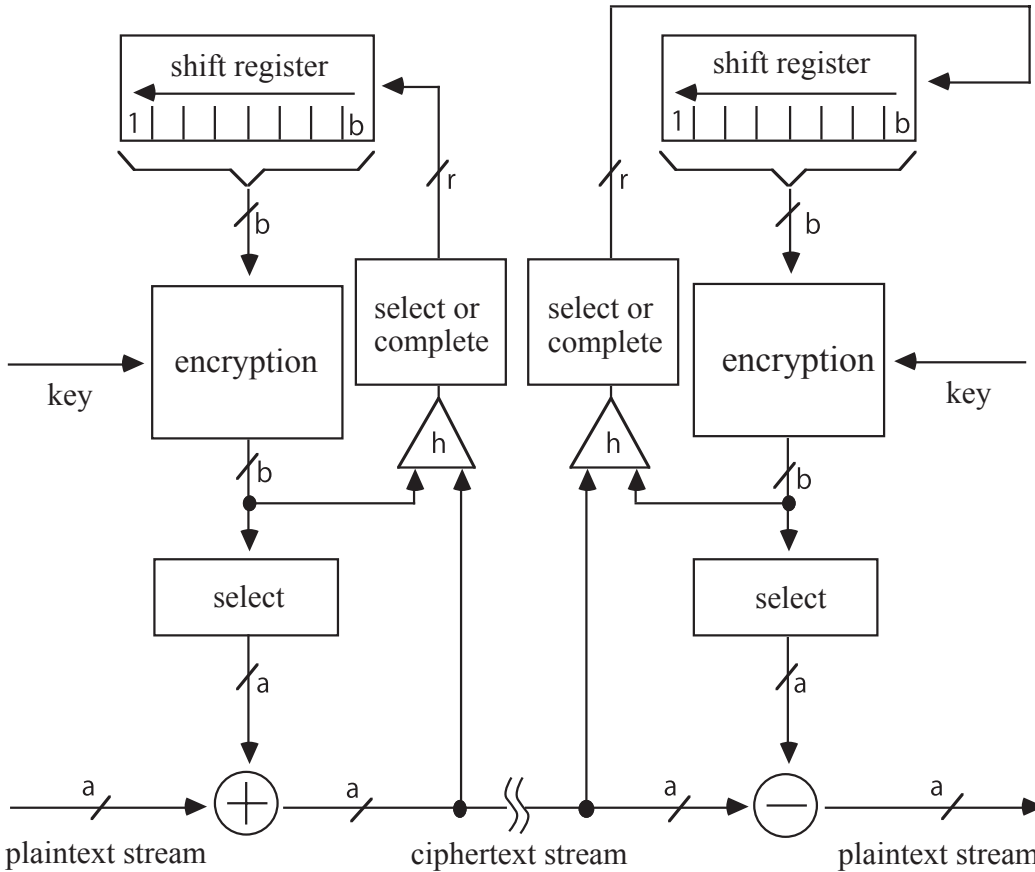 shift register
1
b
b
r
key
encryption
select or
complete
h
b
select
a
a
a
plaintext stream
ciphertext stream
shift register
1
b
r
b
select or
complete
encryption
key
h
b
select
a
a
a
plaintext stream